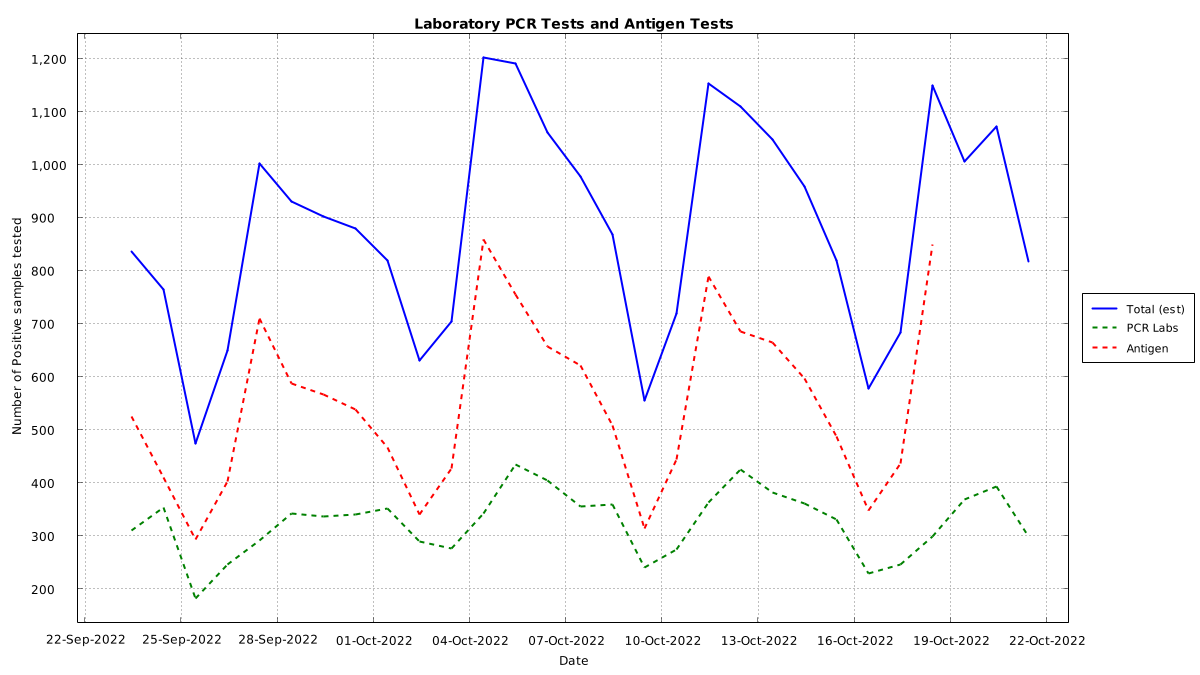 Laboratory PCR Tests and Antigen Tests
Number of Positive samples tested
1,200
1,100
1,000
900
800
700
600
500
400
300
200
22-Sep-2022 25-Sep-2022 28-Sep-2022 01-Oct-2022 04-Oct-2022 07-Oct-2022 10-Oct-2022 13-Oct-2022 16-Oct-2022 19-Oct-2022 22-Oct-2022
Date
Total (est)
PCR Labs
Antigen